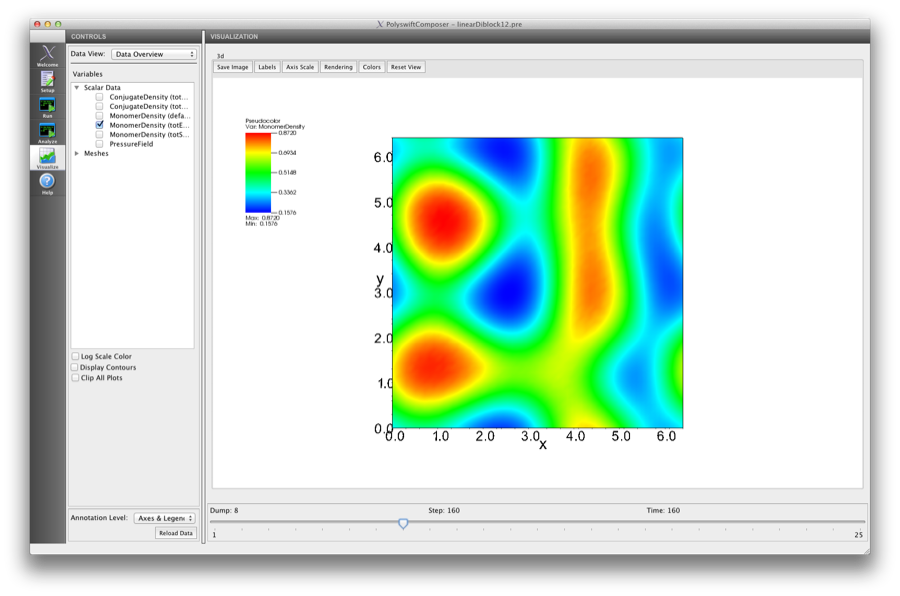 PolyswiftComposer - linearDiblock12.pre
CONTROLS
VISUALIZATION
Welcome
Setup
Run
Analyze
Visualize
Help
Data View: Data Overview
Variables
Scalar Data
ConjugateDensity (tot...
ConjugateDensity (tot...
MonomerDensity (defa...
MonomerDensity (totE...
MonomerDensity (totS...
PressureField
Meshes
Log Scale Color
Display Contours
Clip All Plots
Annotation Level: Axes & Legend
Reload Data
3d
Save Image Labels Axis Scale Rendering Colors Reset View
Pseudocolor
Var: MonomerDensity
0.8720
0.6934
0.5148
0.3362
0.1576
Max: 0.8720
Min: 0.1576
6.0
5.0
4.0
y
3.0
2.0
1.0
0.0
0.0 1.0 2.0 3.0 4.0 5.0 6.0
x
Dump: 8 Step: 160 Time: 160
1 25